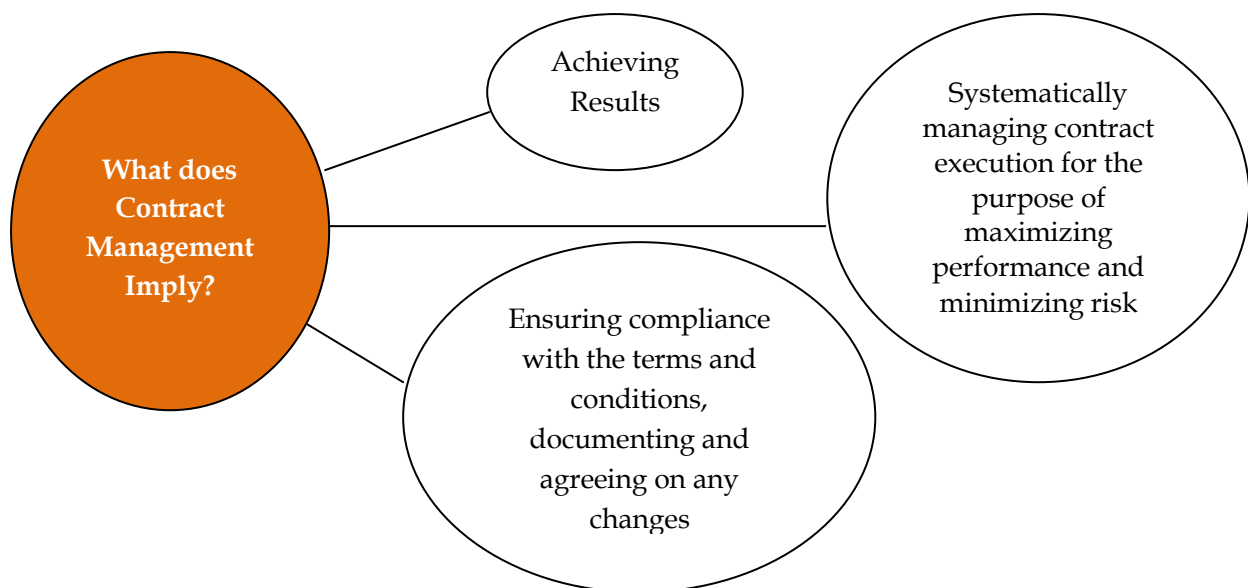 What does
Contract
Management
Imply?
Achieving
Results
Systematically
managing contract
execution for the
purpose of
maximizing
performance and
minimizing risk
Ensuring compliance
with the terms and
conditions,
documenting and
agreeing on any
changes